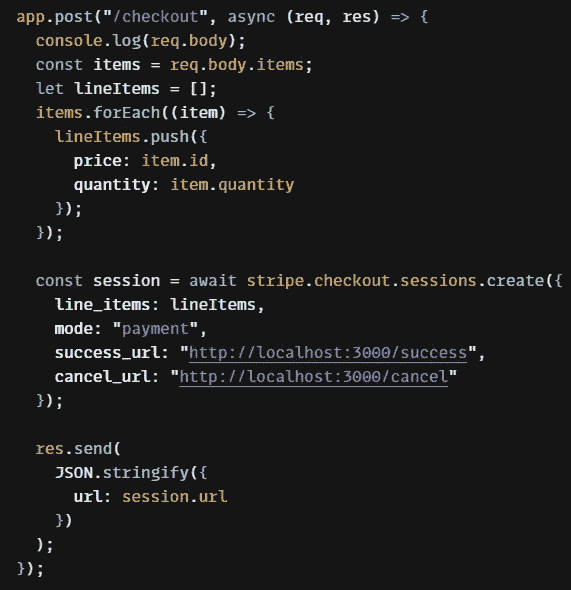 app.post("/checkout", async (req, res) => {
  console.log(req.body);
  const items = req.body.items;
  let lineItems = [];
  items.forEach((item) => {
    lineItems.push({
      price: item.id,
      quantity: item.quantity
    });
  });

  const session = await stripe.checkout.sessions.create({
    line_items: lineItems,
    mode: "payment",
    success_url: "http://localhost:3000/success",
    cancel_url: "http://localhost:3000/cancel"
  });

  res.send(
    JSON.stringify({
      url: session.url
    })
  );
});